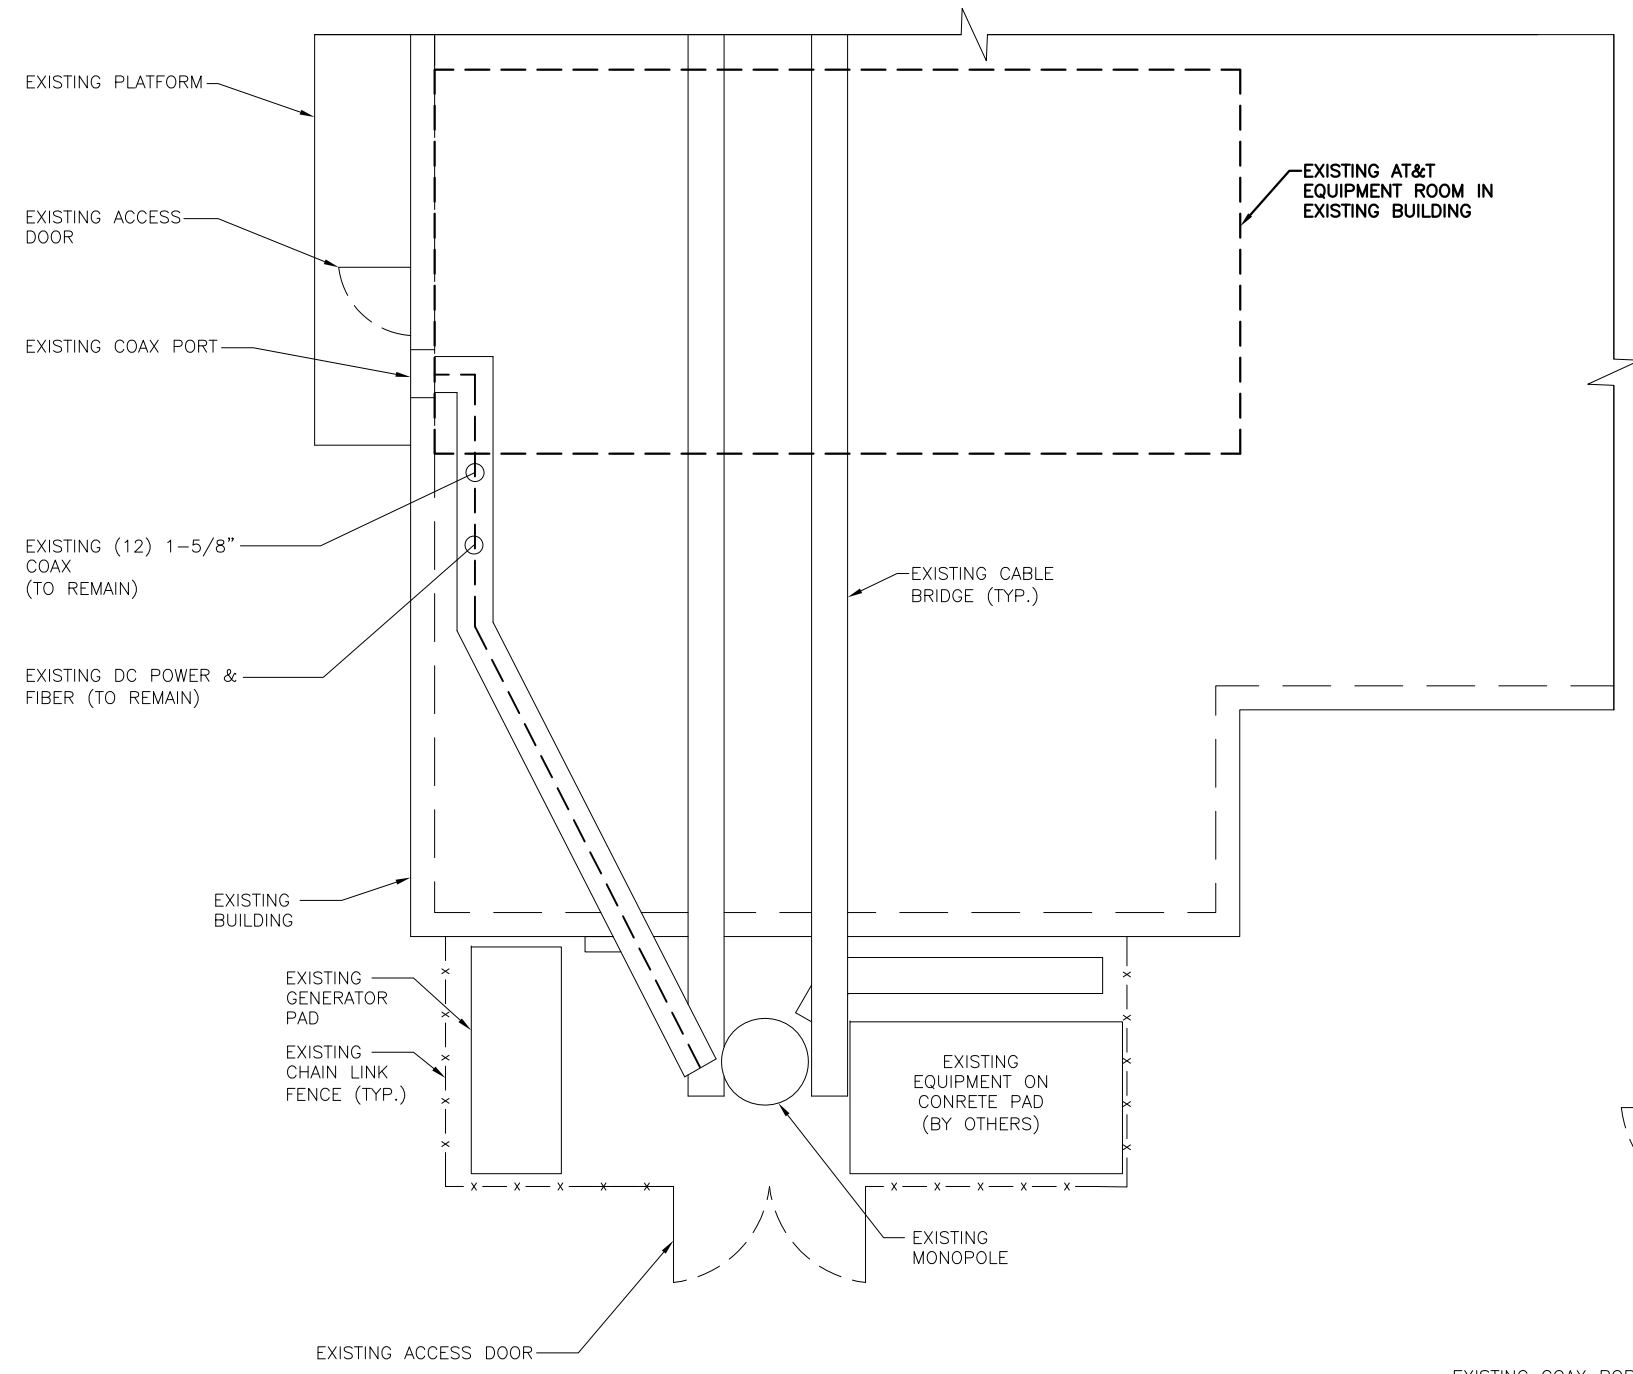 EXISTING PLATFORM
EXISTING AT&T
EQUIPMENT ROOM IN
EXISTING BUILDING
EXISTING ACCESS
DOOR
EXISTING COAX PORT
EXISTING (12) 1-5/8"
COAX
(TO REMAIN)
EXISTING CABLE
BRIDGE (TYP.)
EXISTING DC POWER &
FIBER (TO REMAIN)
EXISTING
BUILDING
EXISTING
GENERATOR
PAD
EXISTING
CHAIN LINK
FENCE (TYP.)
EXISTING
EQUIPMENT ON
CONRETE PAD
(BY OTHERS)
EXISTING
MONOPOLE
EXISTING ACCESS DOOR
EXISTING COAX